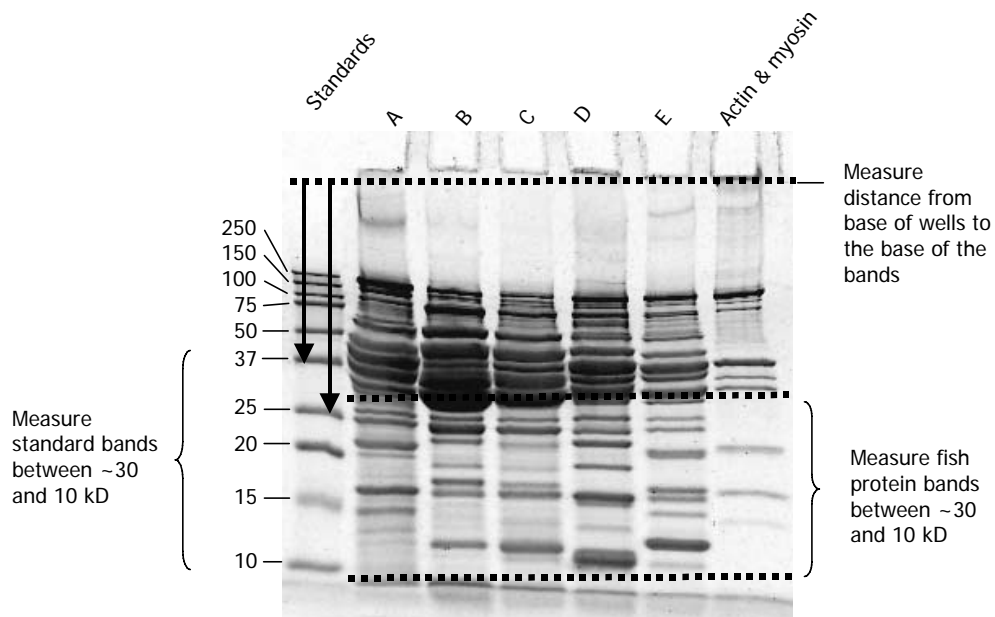 Standards
A
B
C
D
E
Actin & myosin
Measure
distance from
base of wells to
the base of the
bands
250
150
100
75
50
37
25
20
15
10
Measure
standard bands
between ~30
and 10 kD
Measure fish
protein bands
between ~30
and 10 kD